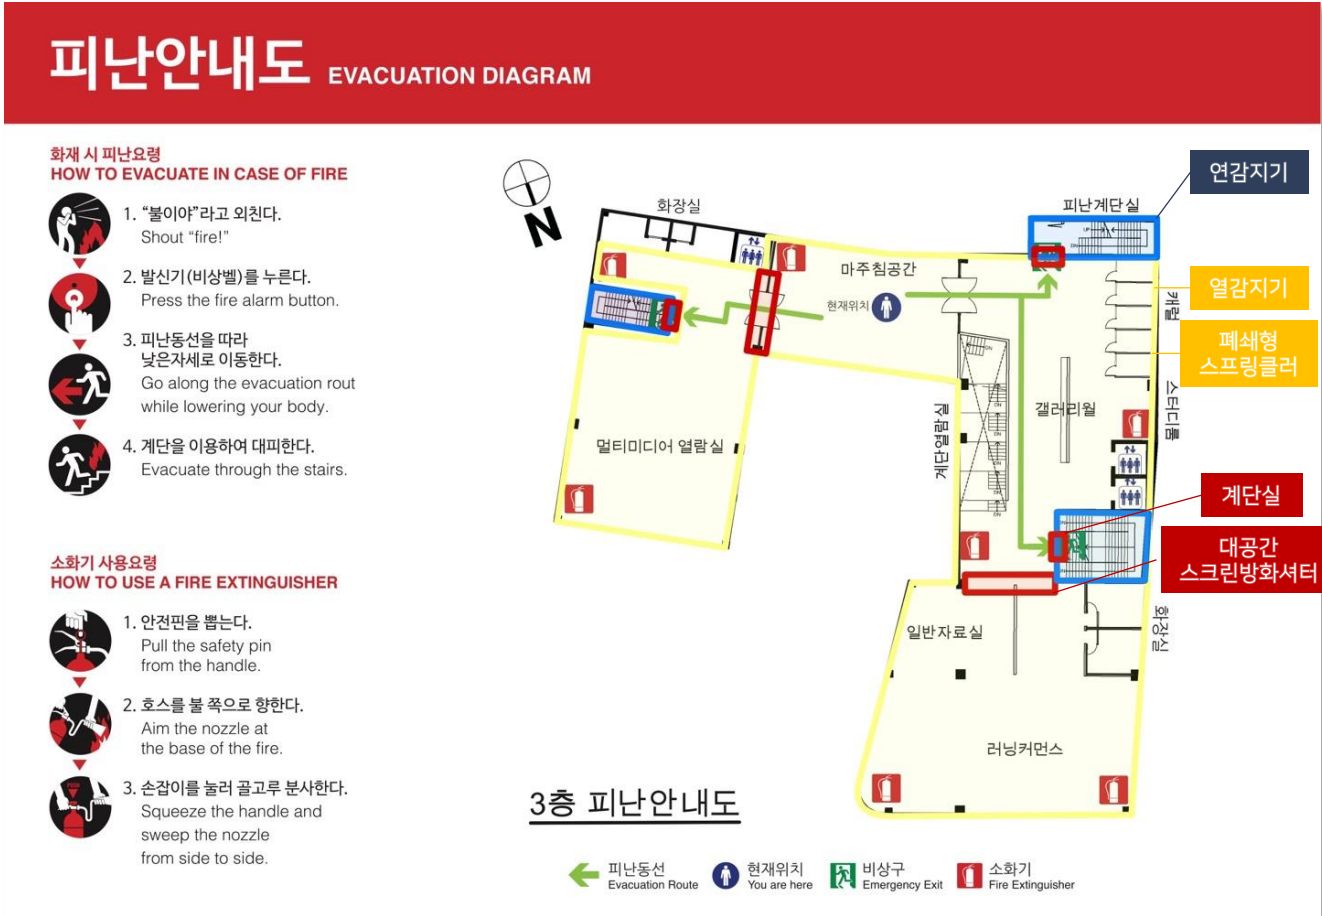 피난안내도 EVACUATION DIAGRAM
화재 시 피난요령
HOW TO EVACUATE IN CASE OF FIRE
1. “불이야”라고 외친다.
Shout “fire!”
2. 발신기(비상벨)를 누른다.
Press the fire alarm button.
3. 피난동선을 따라
낮은자세로 이동한다.
Go along the evacuation rout
while lowering your body.
4. 계단을 이용하여 대피한다.
Evacuate through the stairs.
소화기 사용요령
HOW TO USE A FIRE EXTINGUISHER
1. 안전핀을 뽑는다.
Pull the safety pin
from the handle.
2. 호스를 불 쪽으로 향한다.
Aim the nozzle at
the base of the fire.
3. 손잡이를 눌러 골고루 분사한다.
Squeeze the handle and
sweep the nozzle
from side to side.
N
화장실
피난계단실
연감지기
UP
DN
마주침공간
현재위치
캐럴
열감지기
폐쇄형
스프링클러
스터디룸
갤러리월
계단열람실
DN
DN
DN
DN
DN
멀티미디어 열람실
계단실
대공간
스크린방화셔터
일반자료실
화장실
러닝커먼스
3층 피난안내도
피난동선
Evacuation Route
현재위치
You are here
비상구
Emergency Exit
소화기
Fire Extinguisher